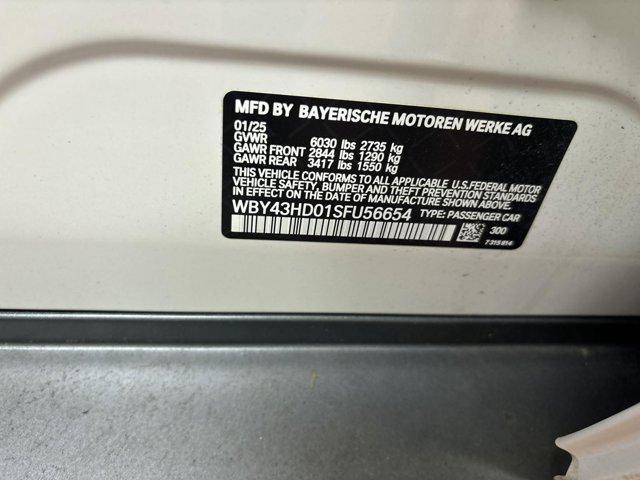 MFD BY BAYERISCHE MOTOREN WERKE AG
01/25
GVWR 6030 lbs 2735 kg
GAWR FRONT 2844 lbs 1290 kg
GAWR REAR 3417 lbs 1550 kg
THIS VEHICLE CONFORMS TO ALL APPLICABLE U.S.FEDERAL MOTOR
VEHICLE SAFETY, BUMPER AND THEFT PREVENTION STANDARDS
IN EFFECT ON THE DATE OF MANUFACTURE SHOWN ABOVE.
WBY43HD01SFU56654 TYPE: PASSENGER CAR
300
7315814